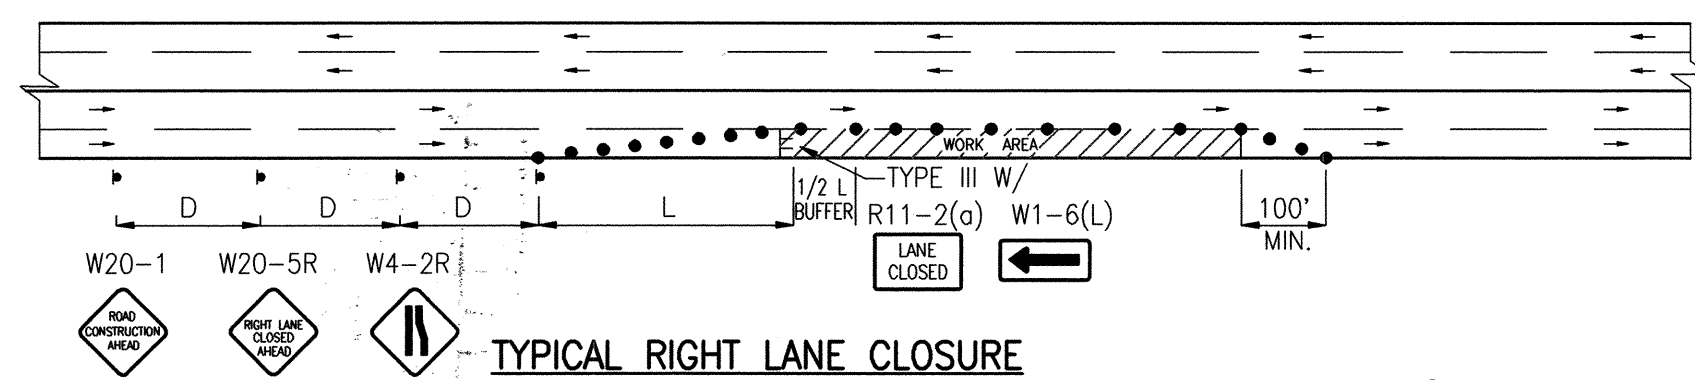 WORK AREA
TYPE III W/
D
D
D
L
1/2 L
BUFFER
R11-2(a)
W1-6(L)
100'
MIN.
LANE
CLOSED
W20-1
W20-5R
W4-2R
ROAD
CONSTRUCTION
AHEAD
RIGHT LANE
CLOSED
AHEAD
TYPICAL RIGHT LANE CLOSURE